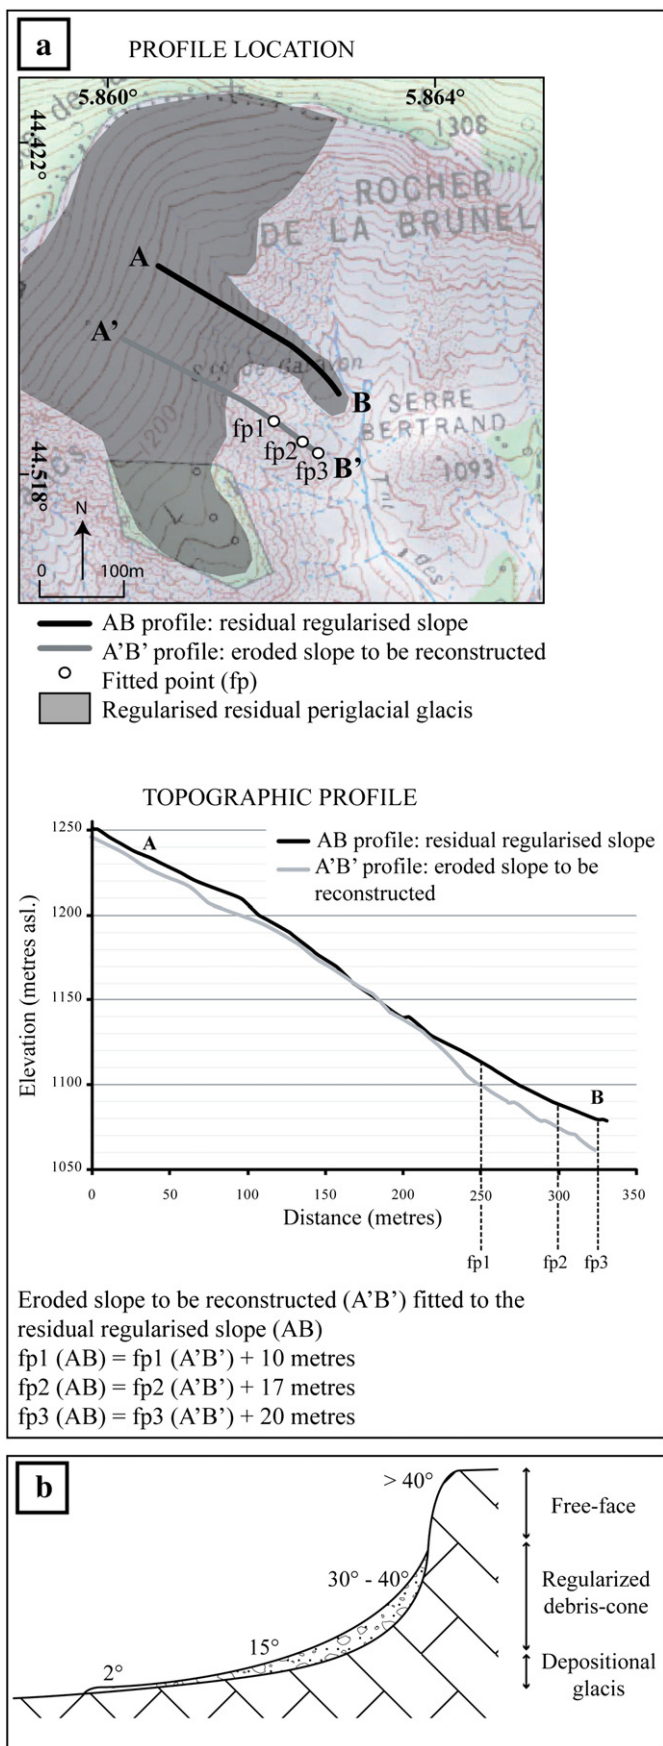 a
PROFILE LOCATION
5.860°
5.864°
44.422°
1308
ROCHER
DE LA BRUNEL
A
A'
B
SERRE
BERTRAND
1200
fp1
fp2
fp3
B'
1093
44.518°
N
0
100m
AB profile: residual regularised slope
A'B' profile: eroded slope to be reconstructed
Fitted point (fp)
Regularised residual periglacial glacis
TOPOGRAPHIC PROFILE
Elevation (metres asl.)
1250
1200
1150
1100
1050
A
AB profile: residual regularised slope
A'B' profile: eroded slope to be
reconstructed
B
0
50
100
150
200
250
300
350
Distance (metres)
fp1
fp2
fp3
Eroded slope to be reconstructed (A'B') fitted to the
residual regularised slope (AB)
fp1 (AB) = fp1 (A'B') + 10 metres
fp2 (AB) = fp2 (A'B') + 17 metres
fp3 (AB) = fp3 (A'B') + 20 metres
b
> 40°
Free-face
30° - 40°
Regularized
debris-cone
15°
2°
Depositional
glacis